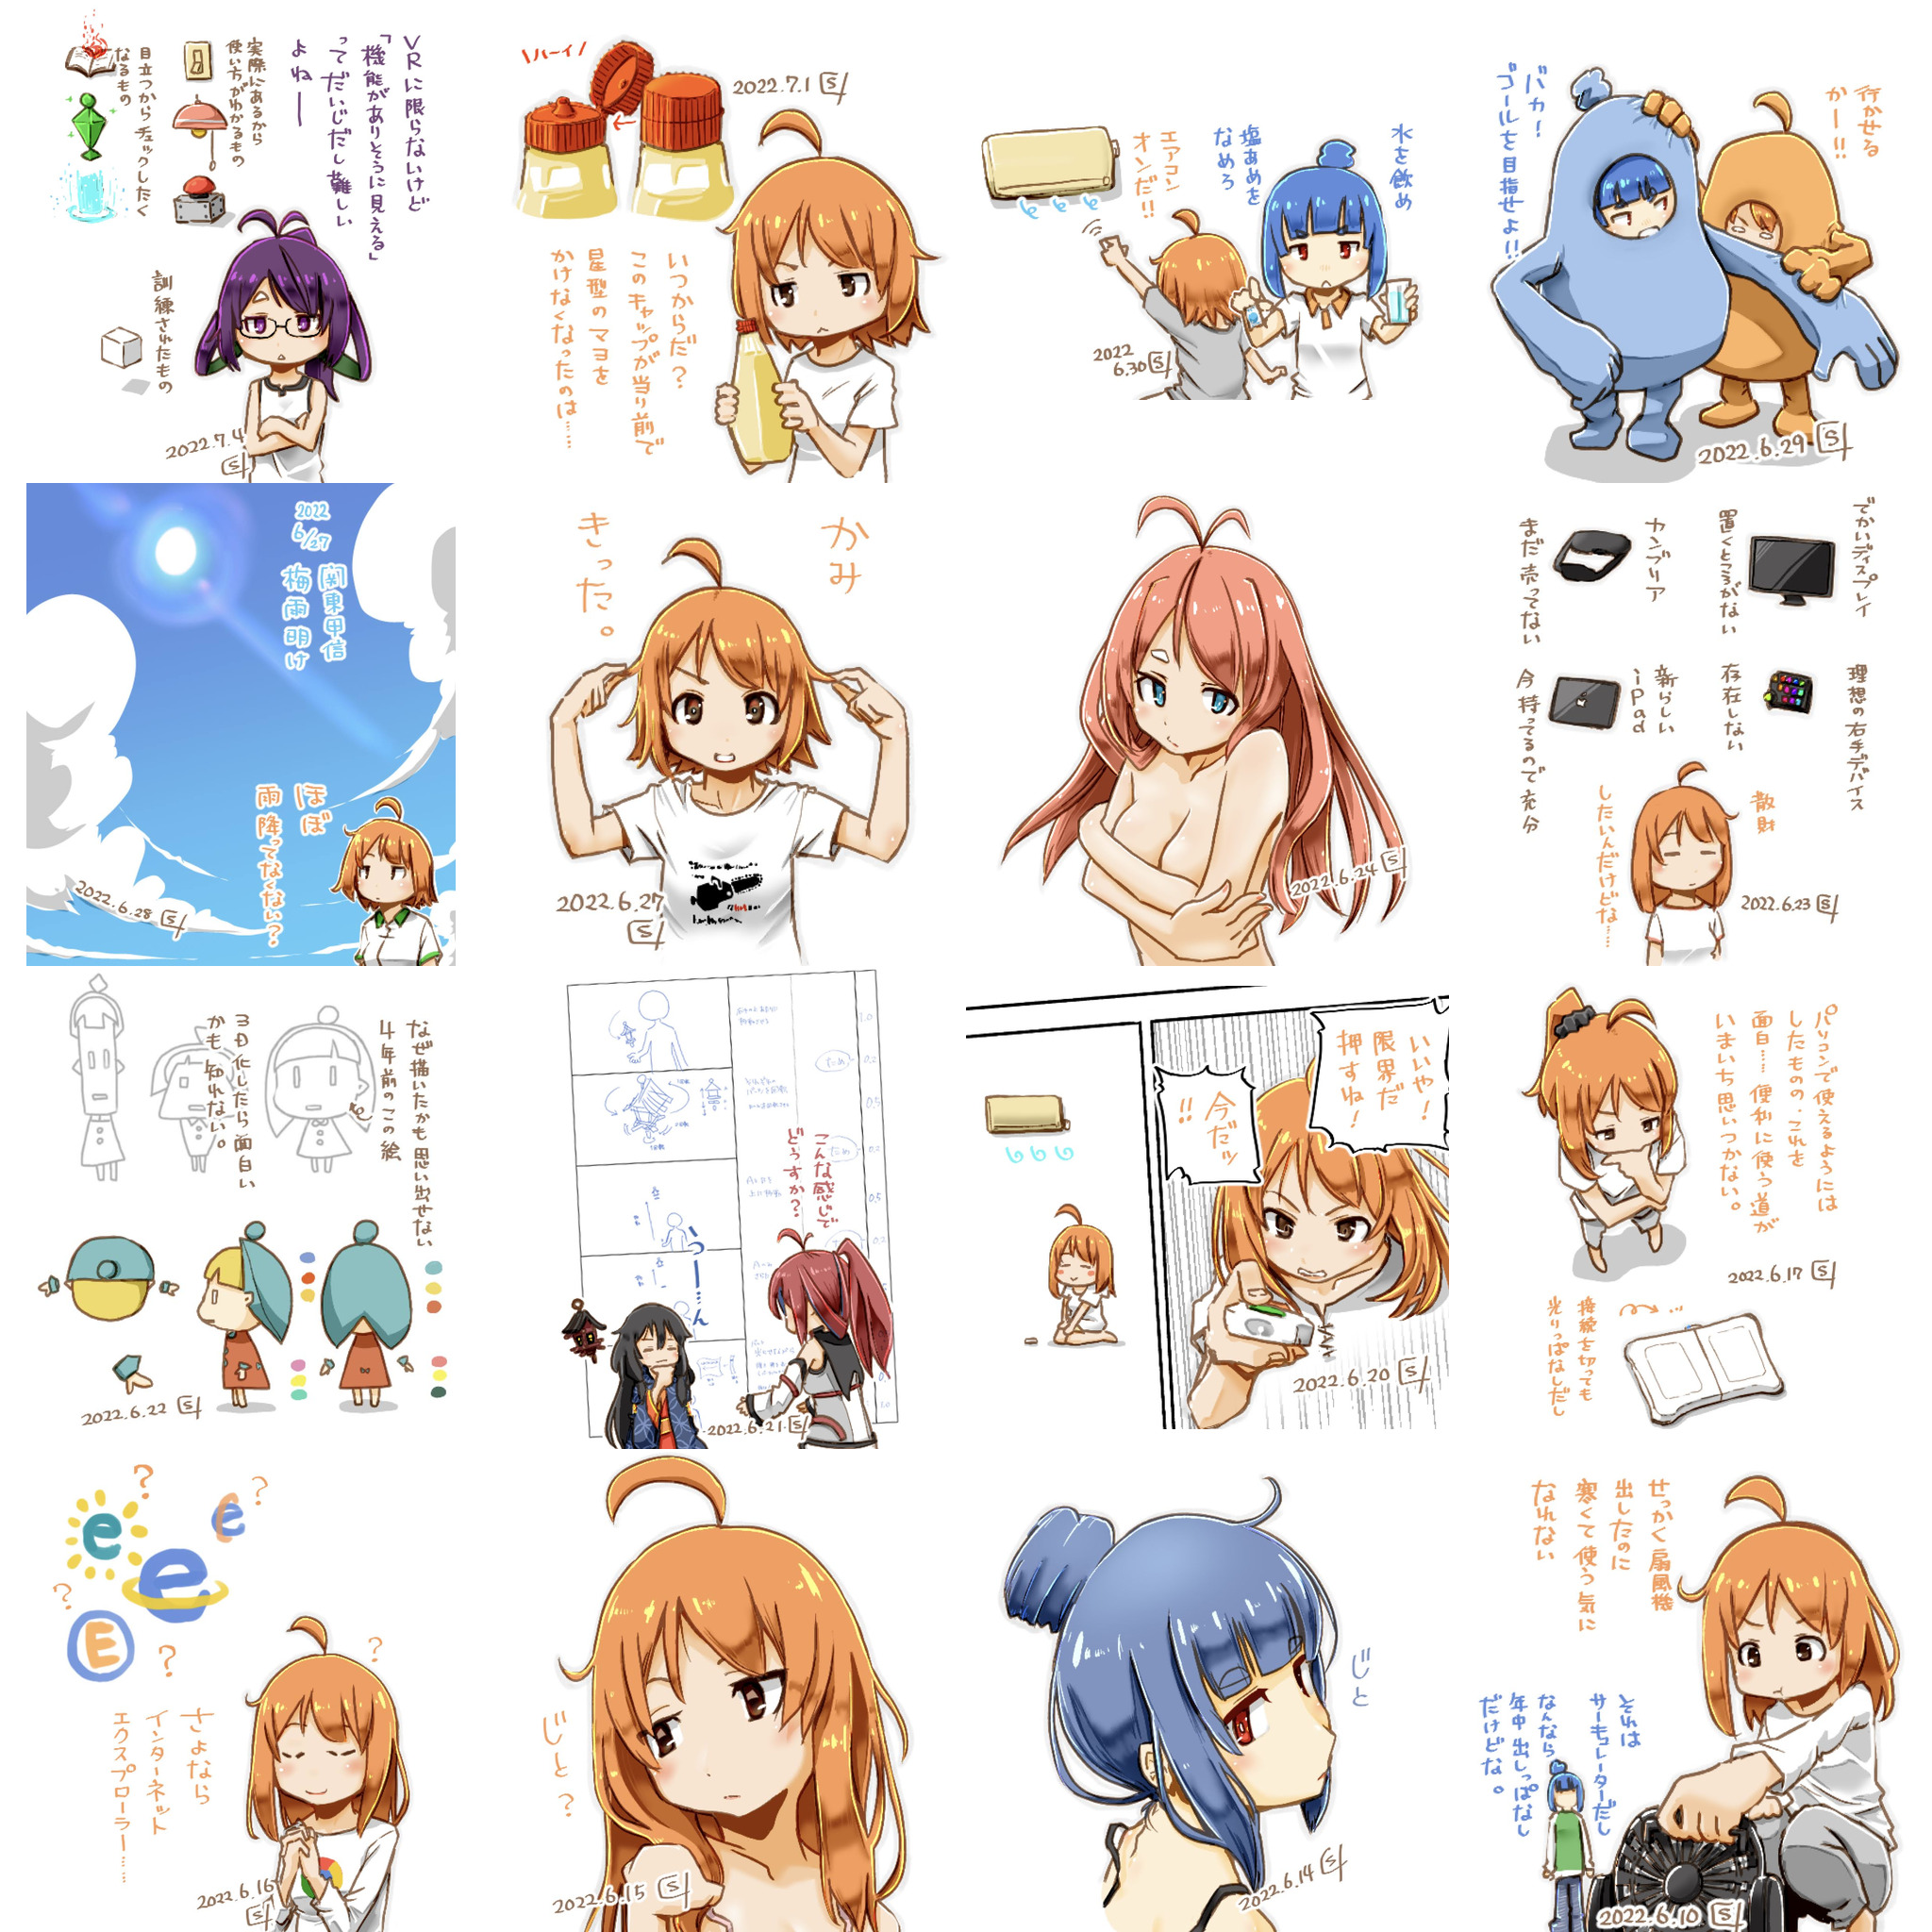 VRに限らないけど
「機能がありそうに見える」
ってだいじだし難しい
よねー
実際にあるから
使い方がわかるもの
目立つからチェックしたく
なるもの
訓練されたもの
2022.7.4
\ハーイ/
2022.7.1
いつからだ?
このキャップが当り前で
星型のマヨを
かけなくなったのは……
水を飲め
塩あめを
なめろ
エアコン
オンだ!!
2022
6.30
行かせる
かー!!
バカ!
ゴールを目指せよ!!
2022.6.29
2022
6/27
関東甲信
梅雨明け
ほぼ
雨降ってなくない?
2022.6.28
かみ
きった。
2022.6.27
2022.6.24
でかいディスプレイ
置くところがない
カンブリア
まだ売ってない
理想の右手デバイス
存在しない
新らしい
iPad
今持ってるので充分
散財
したいんだけどな……
2022.6.23
なぜ描いたかも思い出せない
4年前のこの絵
3D化したら面白い
かも知れない。
2022.6.22
こんな感じで
どうすか?
うーーん
2022.6.21
いいや!
限界だ
押すね!
今だッ
!!
2022.6.20
パソコンで使えるようには
したものの、これを
面白……便利に使う道が
いまいち思いつかない。
2022.6.17
接続を切っても
光りっぱなしだし
さよなら
インターネット
エクスプローラー……
2022.6.16
じと?
2022.6.15
じと
2022.6.14
せっかく扇風機
出したのに
寒くて使う気に
なれない
それは
サーキュレーターだし
なんなら
年中出しっぱなし
だけどな。
2022.6.10